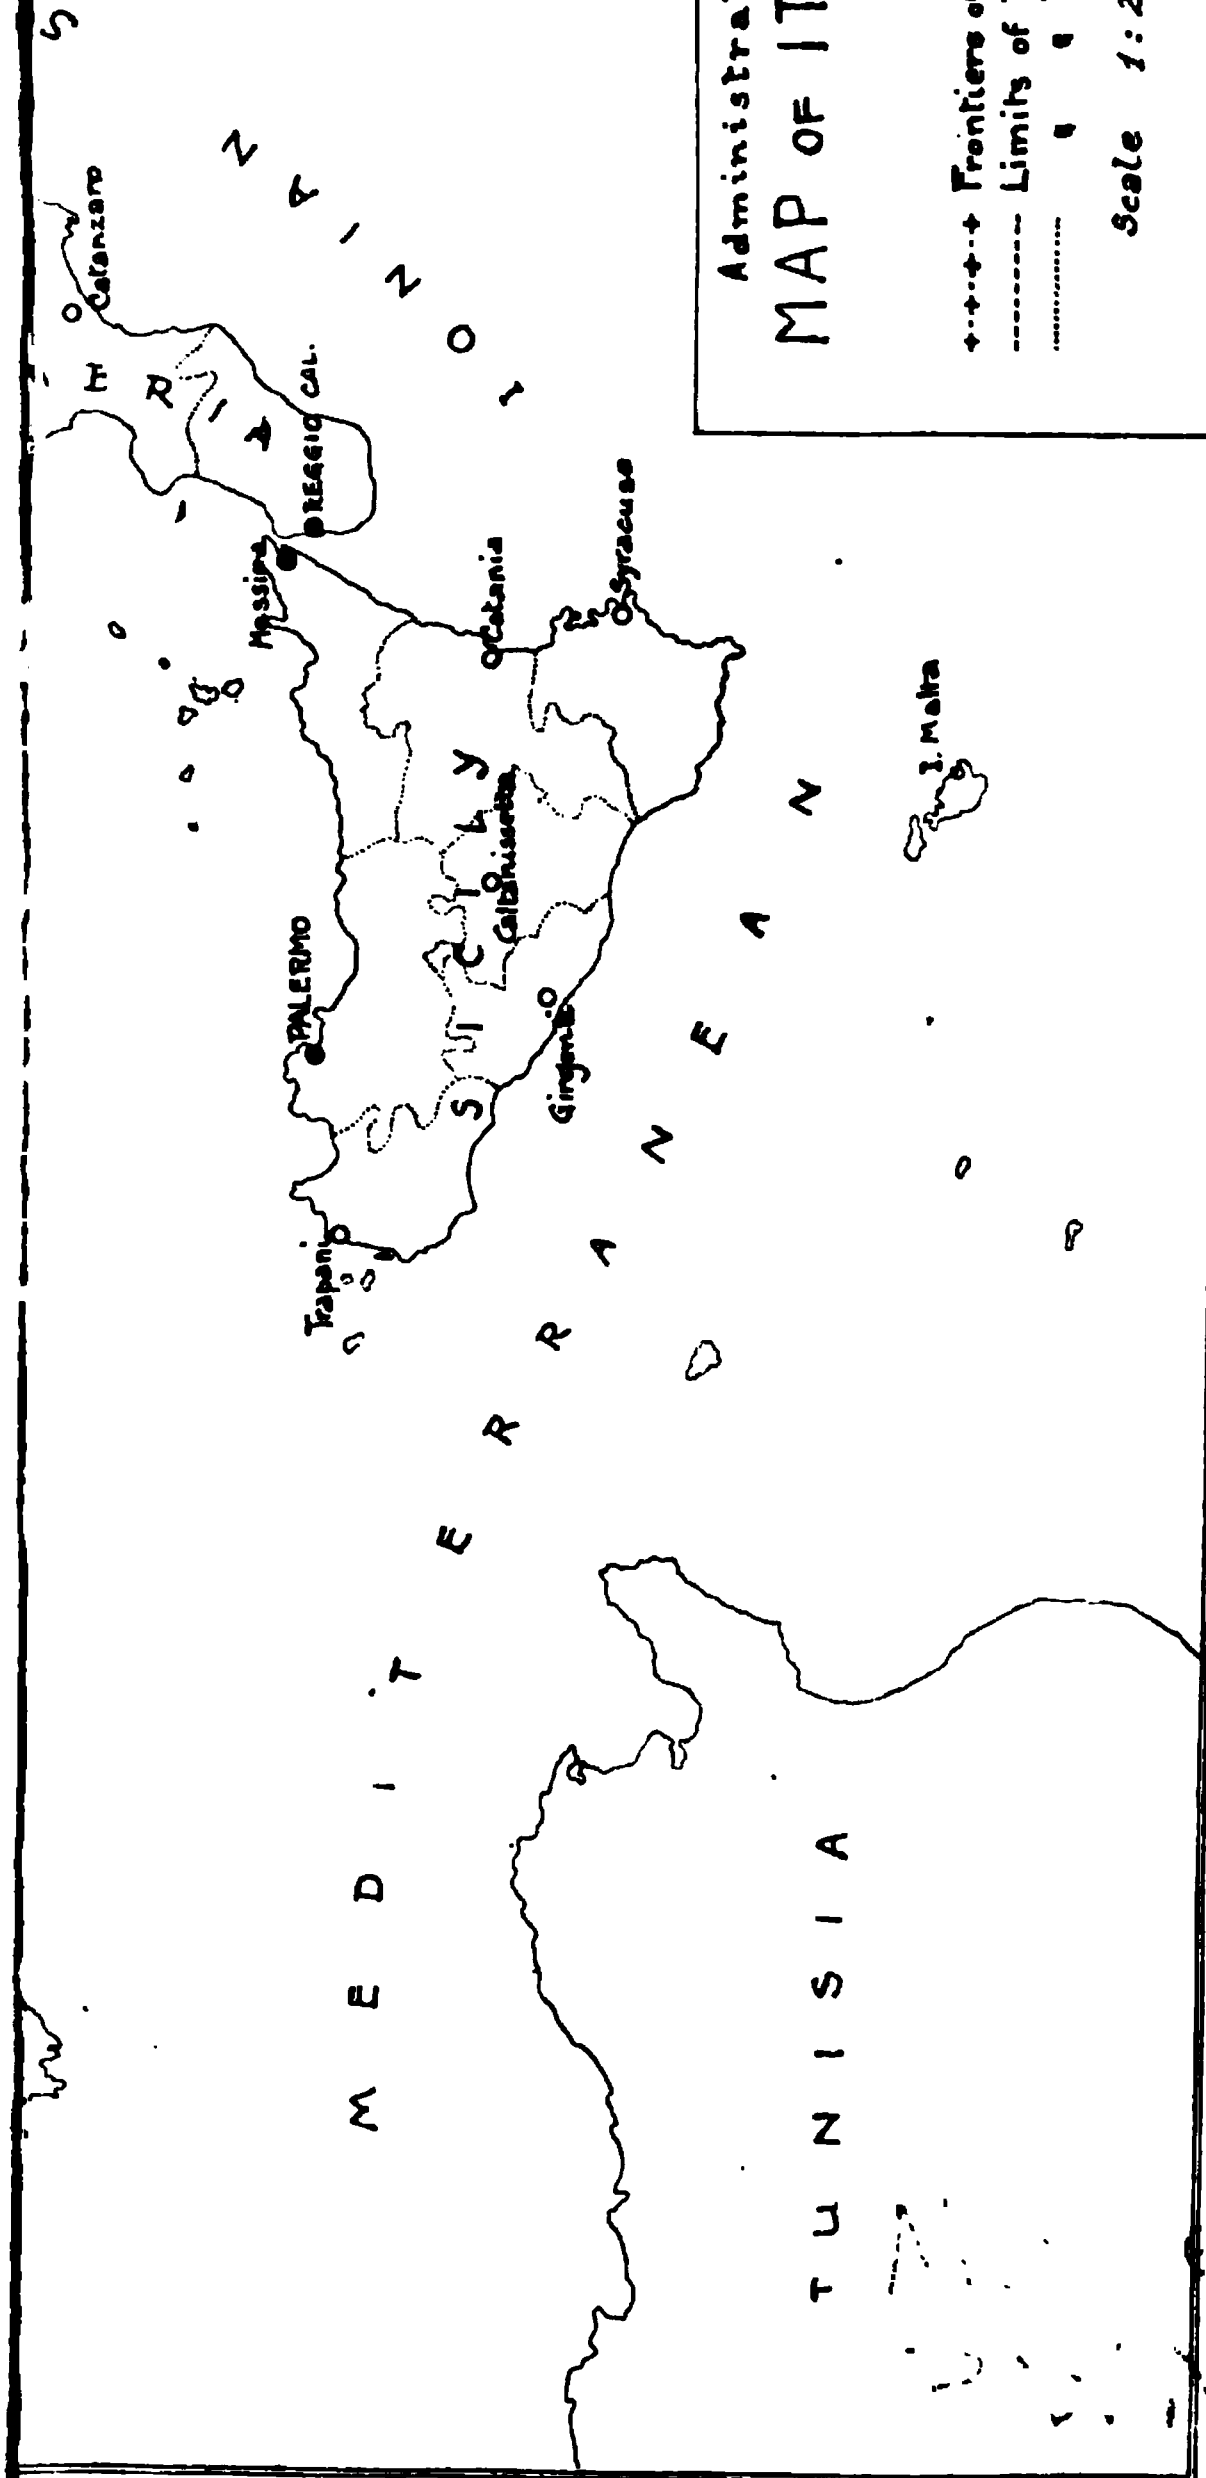 Catanzaro
IONIAN
REGGIO CAL.
Messina
PALERMO
Trapani
SICILY
Catania
Caltanissetta
Girgenti
Syracuse
I. Malta
MEDITERRANEAN
TUNISIA
Administra
MAP OF IT
Frontiers o
Limits of
" "
Scale 1:2